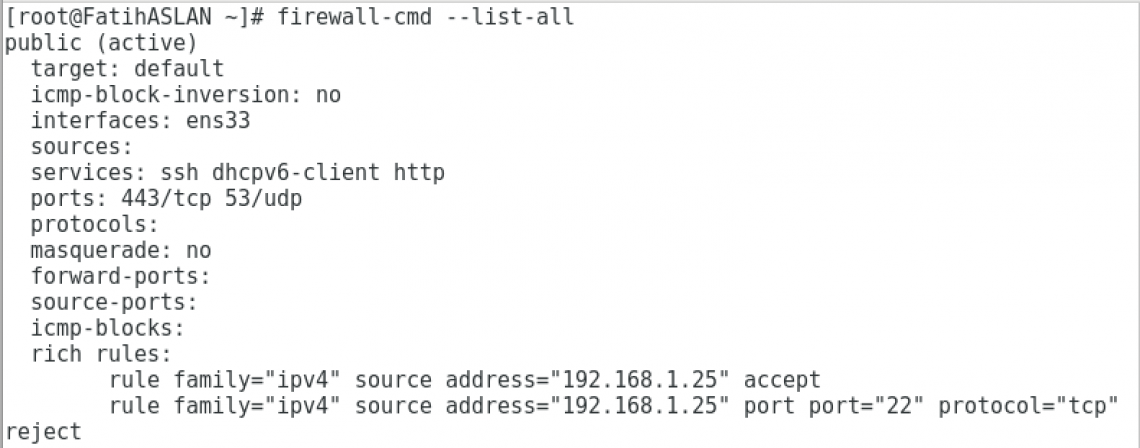 [root@FatihASLAN ~]# firewall-cmd --list-all
public (active)
  target: default
  icmp-block-inversion: no
  interfaces: ens33
  sources:
  services: ssh dhcpv6-client http
  ports: 443/tcp 53/udp
  protocols:
  masquerade: no
  forward-ports:
  source-ports:
  icmp-blocks:
  rich rules:
        rule family="ipv4" source address="192.168.1.25" accept
        rule family="ipv4" source address="192.168.1.25" port port="22" protocol="tcp"
reject